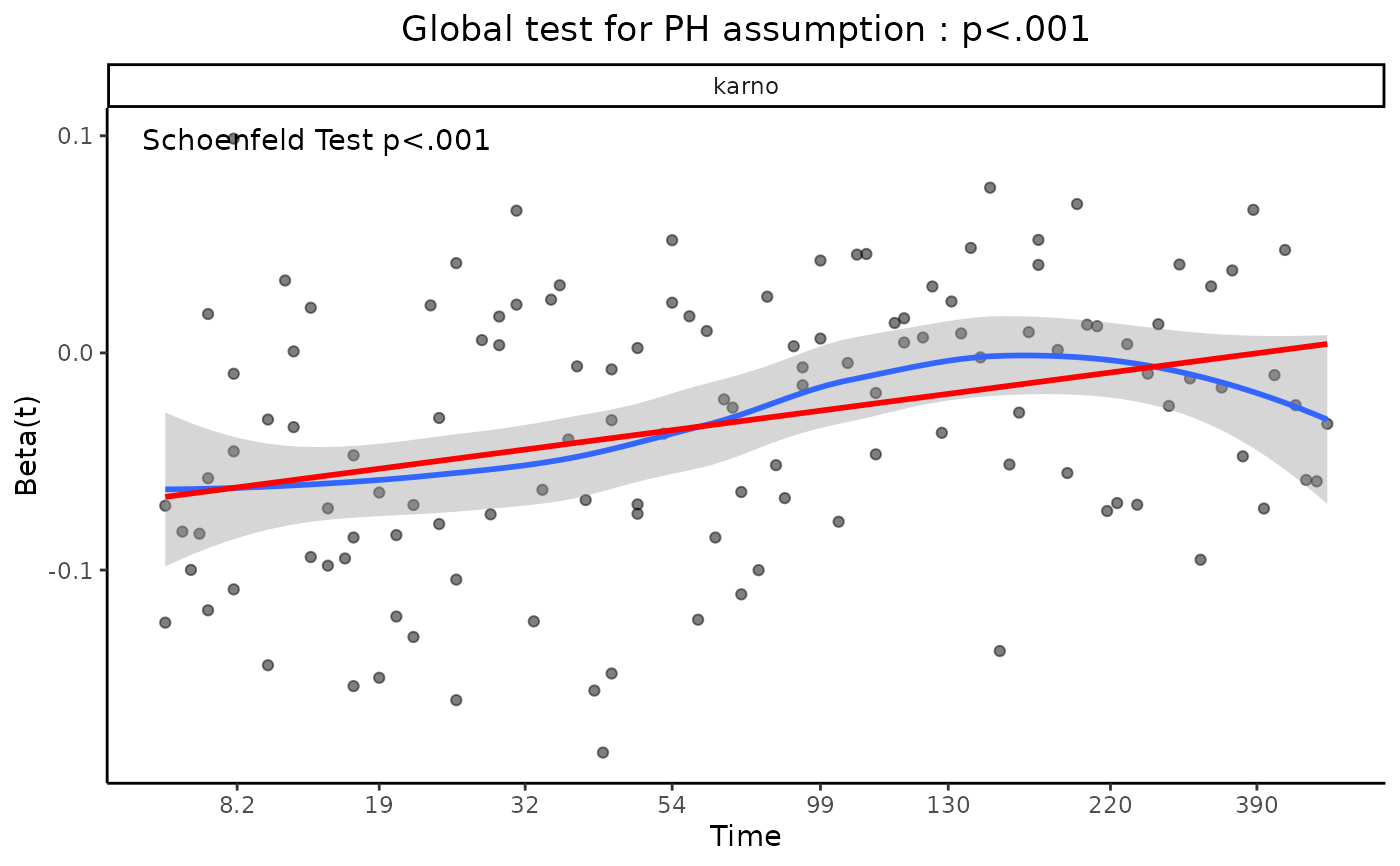 Global test for PH assumption : p<.001
karno
Schoenfeld Test p<.001
0.1
0.0
-0.1
Beta(t)
8.2 19 32 54 99 130 220 390
Time